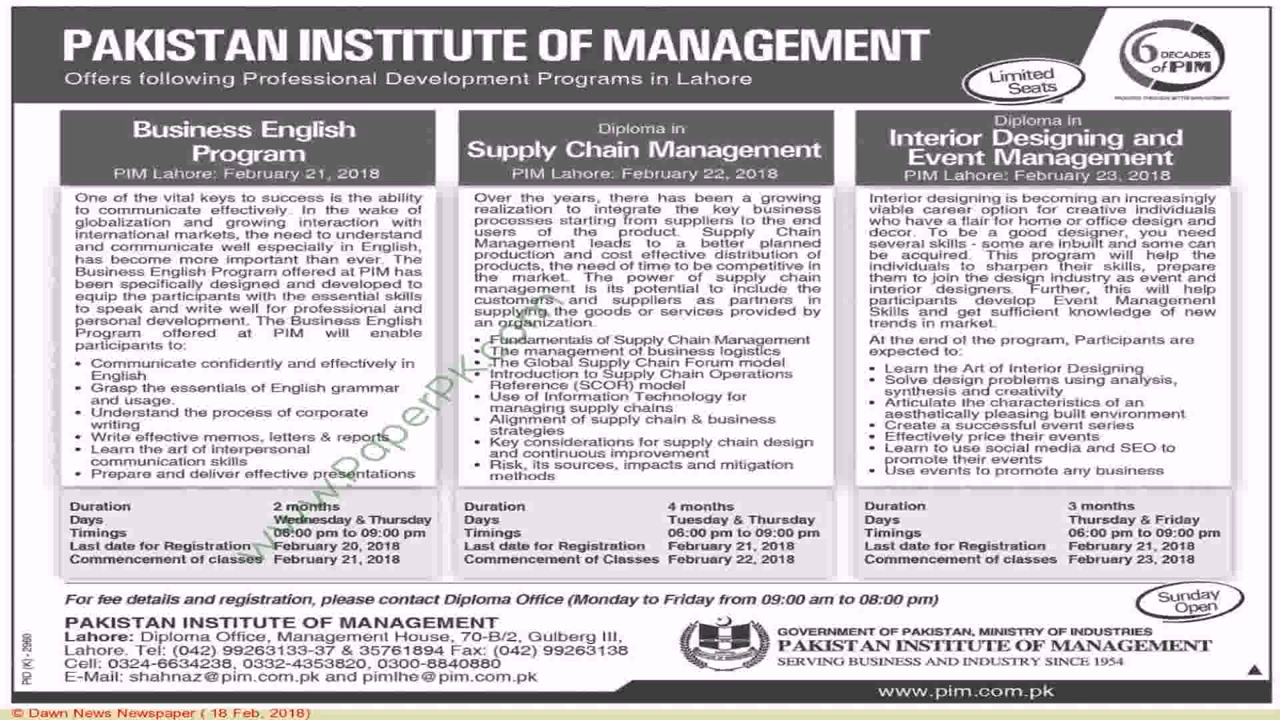 PAKISTAN INSTITUTE OF MANAGEMENT
Offers following Professional Development Programs in Lahore
Limited
Seats
6 DECADES
of PIM
Business English
Program
PIM Lahore: February 21, 2018
One of the vital keys to success is the ability
to communicate effectively. In the wake of
globalization and growing interaction with
international markets, the need to understand
and communicate well especially in English,
has become more important than ever. The
Business English Program offered at PIM has
been specifically designed and developed to
equip the participants with the essential skills
to speak and write well for professional and
personal development. The Business English
Program offered at PIM will enable
participants to:
• Communicate confidently and effectively in
English
• Grasp the essentials of English grammar
and usage.
• Understand the process of corporate
writing
• Write effective memos, letters & reports
• Learn the art of interpersonal
communication skills
• Prepare and deliver effective presentations
Duration 2 months
Days Wednesday & Thursday
Timings 06:00 pm to 09:00 pm
Last date for Registration February 20, 2018
Commencement of classes February 21, 2018
Diploma in
Supply Chain Management
PIM Lahore: February 22, 2018
Over the years, there has been a growing
realization to integrate the key business
processes starting from suppliers to the end
users of the product. Supply Chain
Management leads to a better planned
production and cost effective distribution of
products, the need of time to be competitive in
the market. The power of supply chain
management is its potential to include the
customers and suppliers as partners in
supplying the goods or services provided by
an organization.
• Fundamentals of Supply Chain Management
• The management of business logistics
• The Global Supply Chain Forum model
• Introduction to Supply Chain Operations
Reference (SCOR) model
• Use of Information Technology for
managing supply chains
• Alignment of supply chain & business
strategies
• Key considerations for supply chain design
and continuous improvement
• Risk, its sources, impacts and mitigation
methods
Duration 4 months
Days Tuesday & Thursday
Timings 06:00 pm to 09:00 pm
Last date for Registration February 21, 2018
Commencement of Classes February 22, 2018
Diploma in
Interior Designing and
Event Management
PIM Lahore: February 23, 2018
Interior designing is becoming an increasingly
viable career option for creative individuals
who have a flair for home or office design and
decor. To be a good designer, you need
several skills - some are inbuilt and some can
be acquired. This program will help the
individuals to sharpen their skills, prepare
them to join the design industry as event and
interior designers. Further, this will help
participants develop Event Management
Skills and get sufficient knowledge of new
trends in market.
At the end of the program, Participants are
expected to:
• Learn the Art of Interior Designing
• Solve design problems using analysis,
synthesis and creativity
• Articulate the characteristics of an
aesthetically pleasing built environment
• Create a successful event series
• Effectively price their events
• Learn to use social media and SEO to
promote their events
• Use events to promote any business
Duration 3 months
Days Thursday & Friday
Timings 06:00 pm to 09:00 pm
Last date for Registration February 21, 2018
Commencement of classes February 23, 2018
www.PaperPK.com
For fee details and registration, please contact Diploma Office (Monday to Friday from 09:00 am to 08:00 pm)
Sunday
Open
PAKISTAN INSTITUTE OF MANAGEMENT
Lahore: Diploma Office, Management House, 70-B/2, Gulberg III,
Lahore. Tel: (042) 99263133-37 & 35761894 Fax: (042) 99263138
Cell: 0324-6634238, 0332-4353820, 0300-8840880
E-Mail: shahnaz@pim.com.pk and pimlhe@pim.com.pk
GOVERNMENT OF PAKISTAN, MINISTRY OF INDUSTRIES
PAKISTAN INSTITUTE OF MANAGEMENT
SERVING BUSINESS AND INDUSTRY SINCE 1954
www.pim.com.pk
© Dawn News Newspaper ( 18 Feb, 2018)